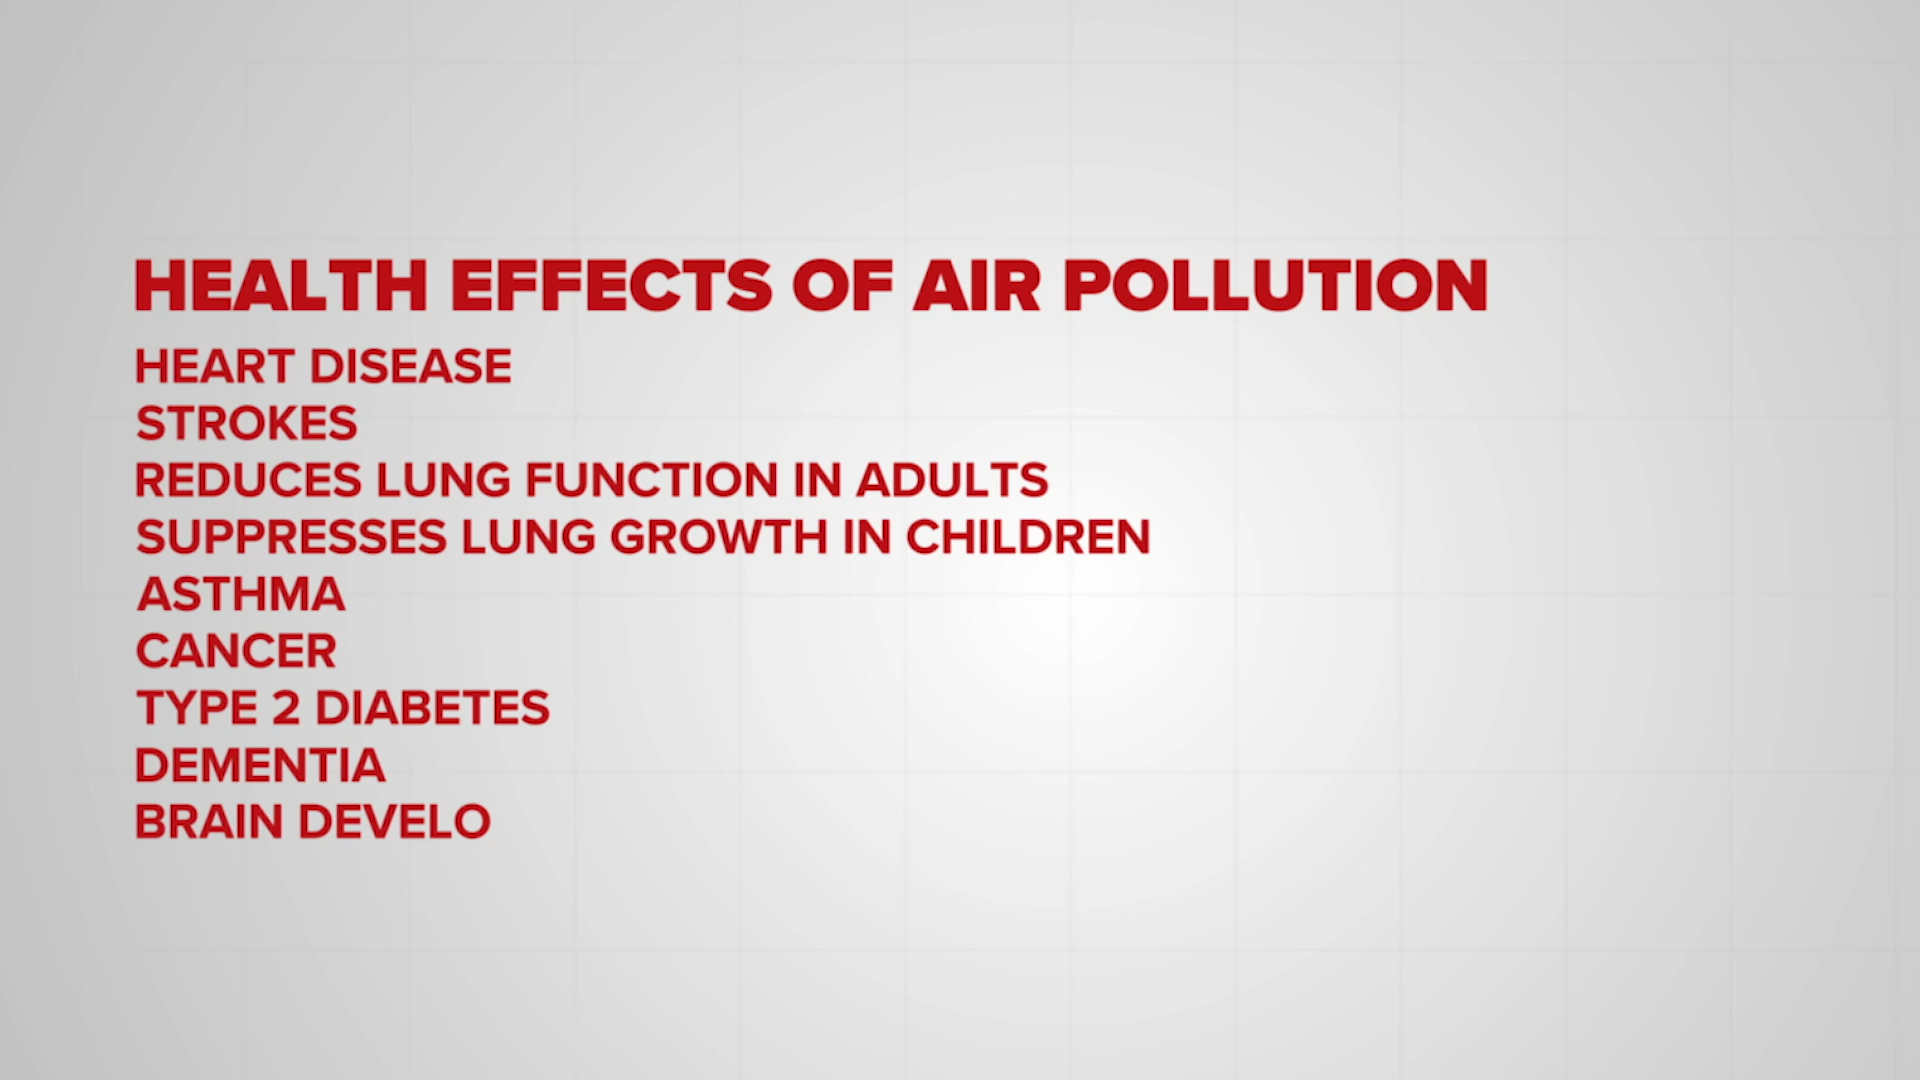 HEALTH EFFECTS OF AIR POLLUTION
HEART DISEASE
STROKES
REDUCES LUNG FUNCTION IN ADULTS
SUPPRESSES LUNG GROWTH IN CHILDREN
ASTHMA
CANCER
TYPE 2 DIABETES
DEMENTIA
BRAIN DEVELO